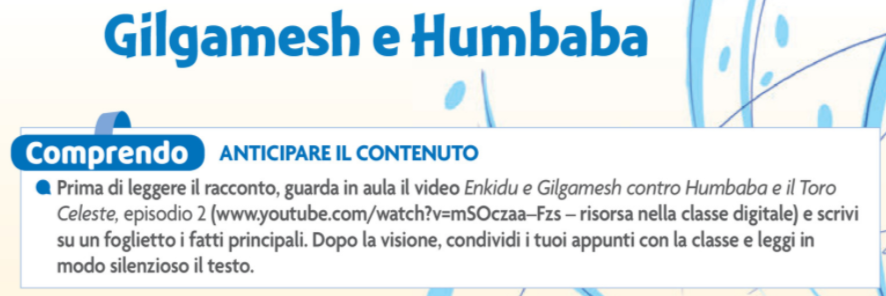 Gilgamesh e Humbaba
Comprendo ANTICIPARE IL CONTENUTO
Prima di leggere il racconto, guarda in aula il video Enkidu e Gilgamesh contro Humbaba e il Toro
Celeste, episodio 2 (www.youtube.com/watch?v=mSOczaa–Fzs – risorsa nella classe digitale) e scrivi
su un foglietto i fatti principali. Dopo la visione, condividi i tuoi appunti con la classe e leggi in
modo silenzioso il testo.